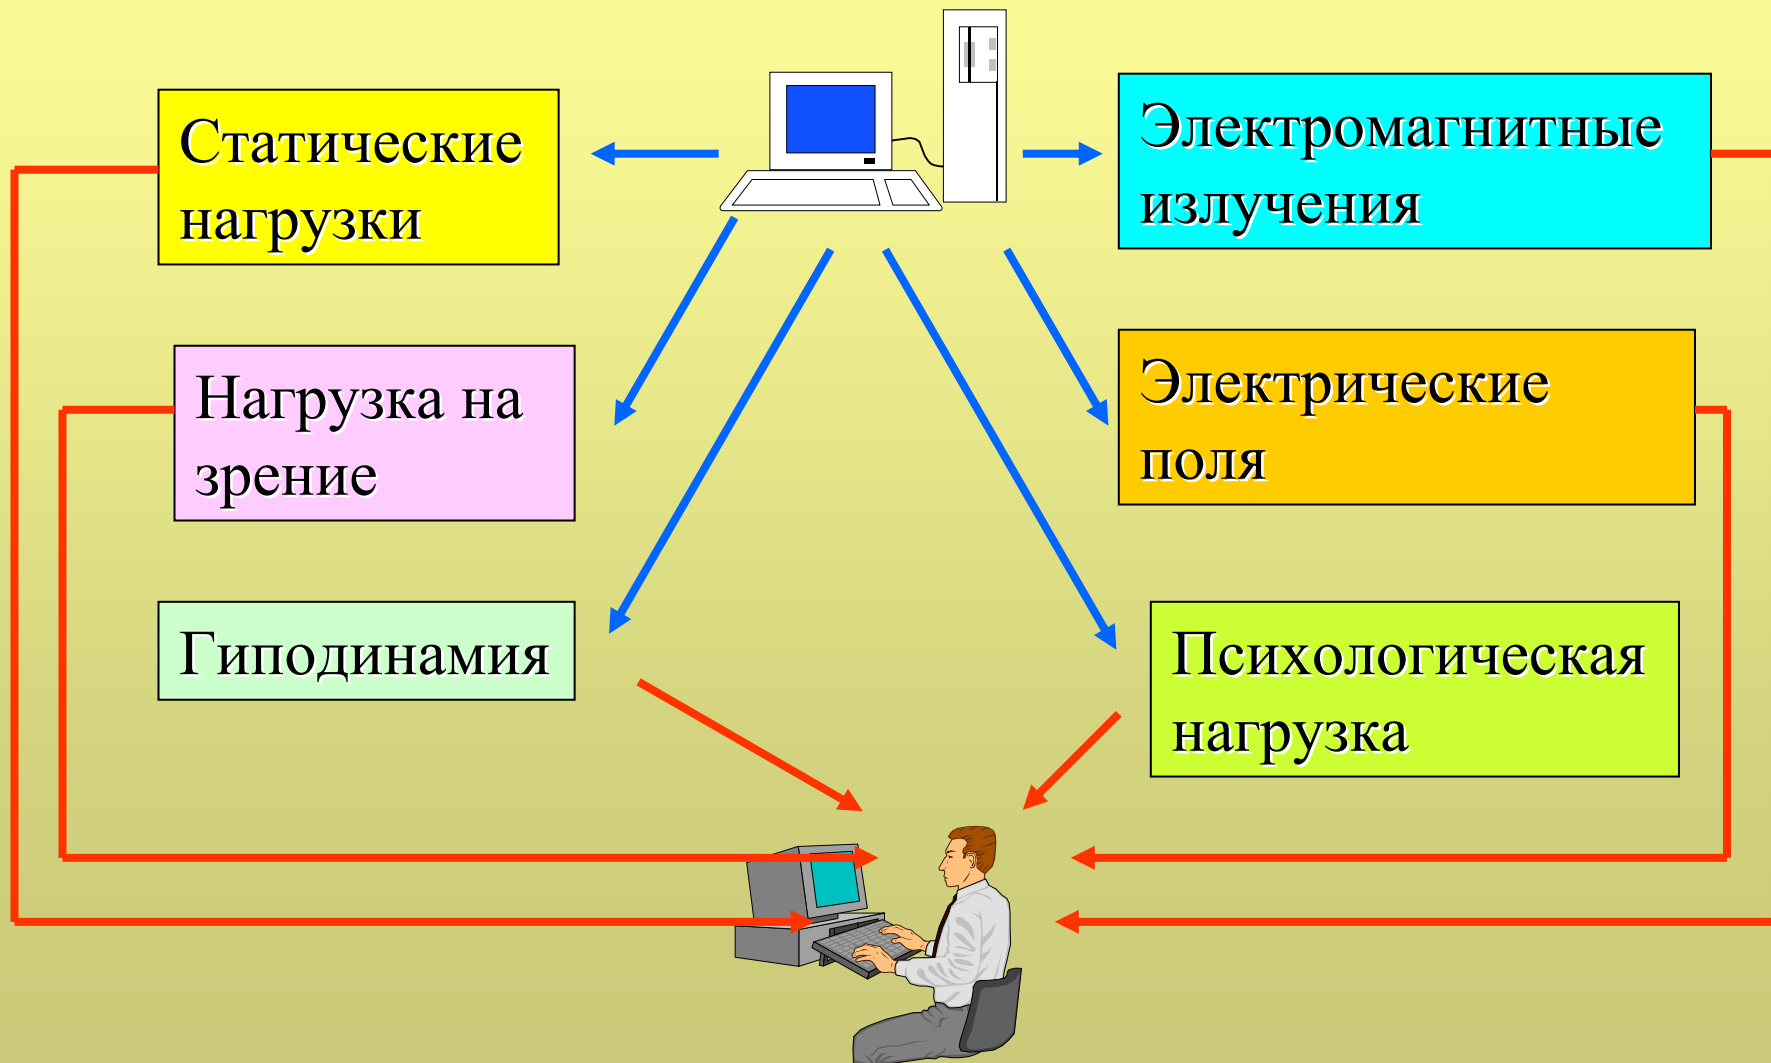 Статические
нагрузки
Электромагнитные
излучения
Нагрузка на
зрение
Электрические
поля
Гиподинамия
Психологическая
нагрузка